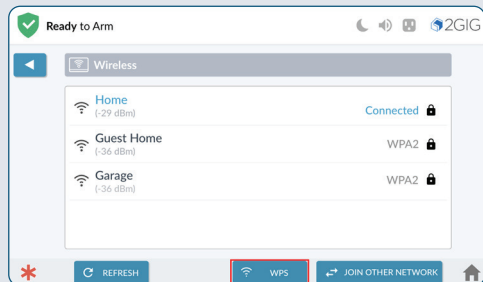 Ready to Arm
2GIG
Wireless
Home
(-29 dBm)
Connected
Guest Home
(-36 dBm)
WPA2
Garage
(-36 dBm)
WPA2
REFRESH
WPS
JOIN OTHER NETWORK